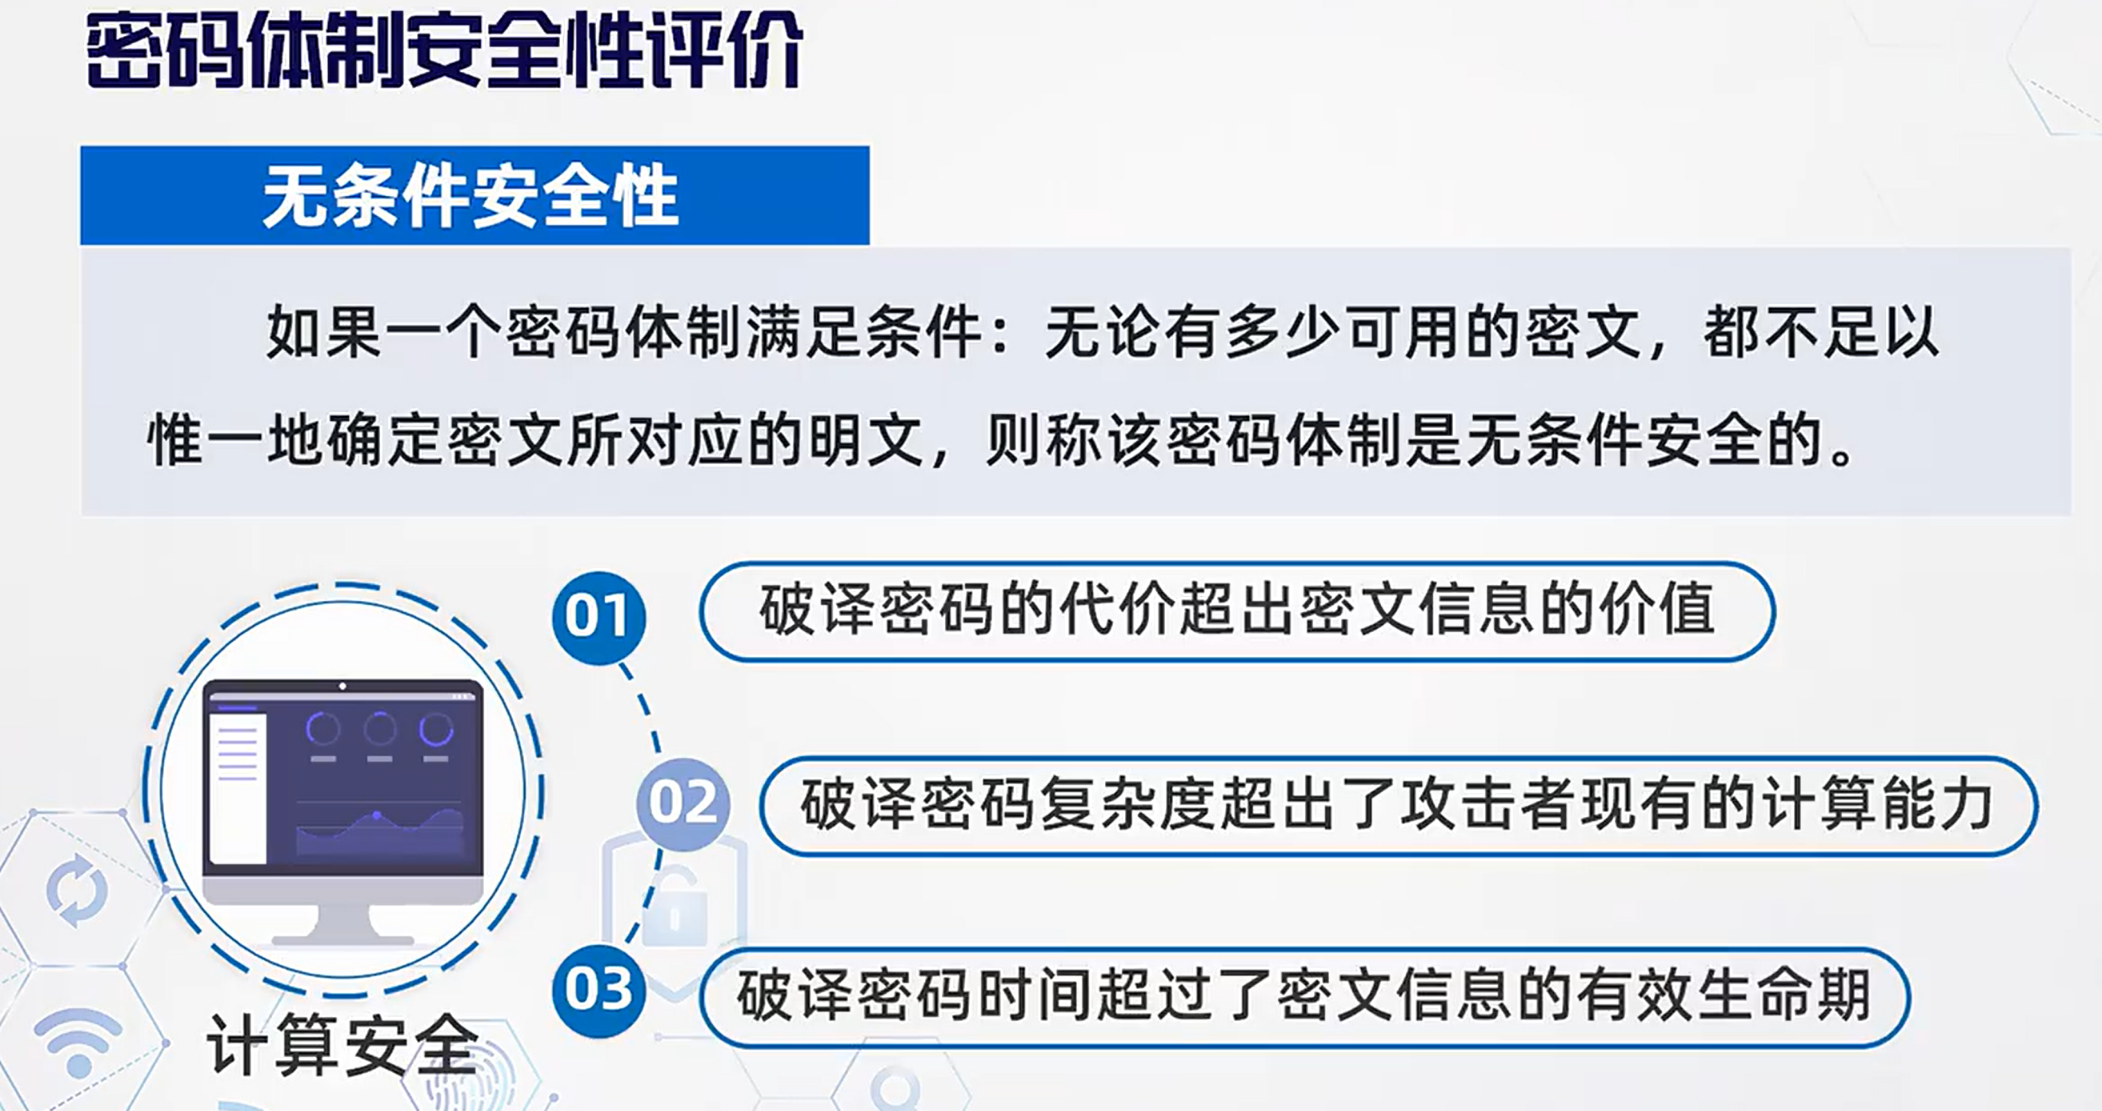 密码体制安全性评价
无条件安全性
如果一个密码体制满足条件：无论有多少可用的密文，都不足以
惟一地确定密文所对应的明文，则称该密码体制是无条件安全的。
01
破译密码的代价超出密文信息的价值
02
破译密码复杂度超出了攻击者现有的计算能力
03
破译密码时间超过了密文信息的有效生命期
计算安全